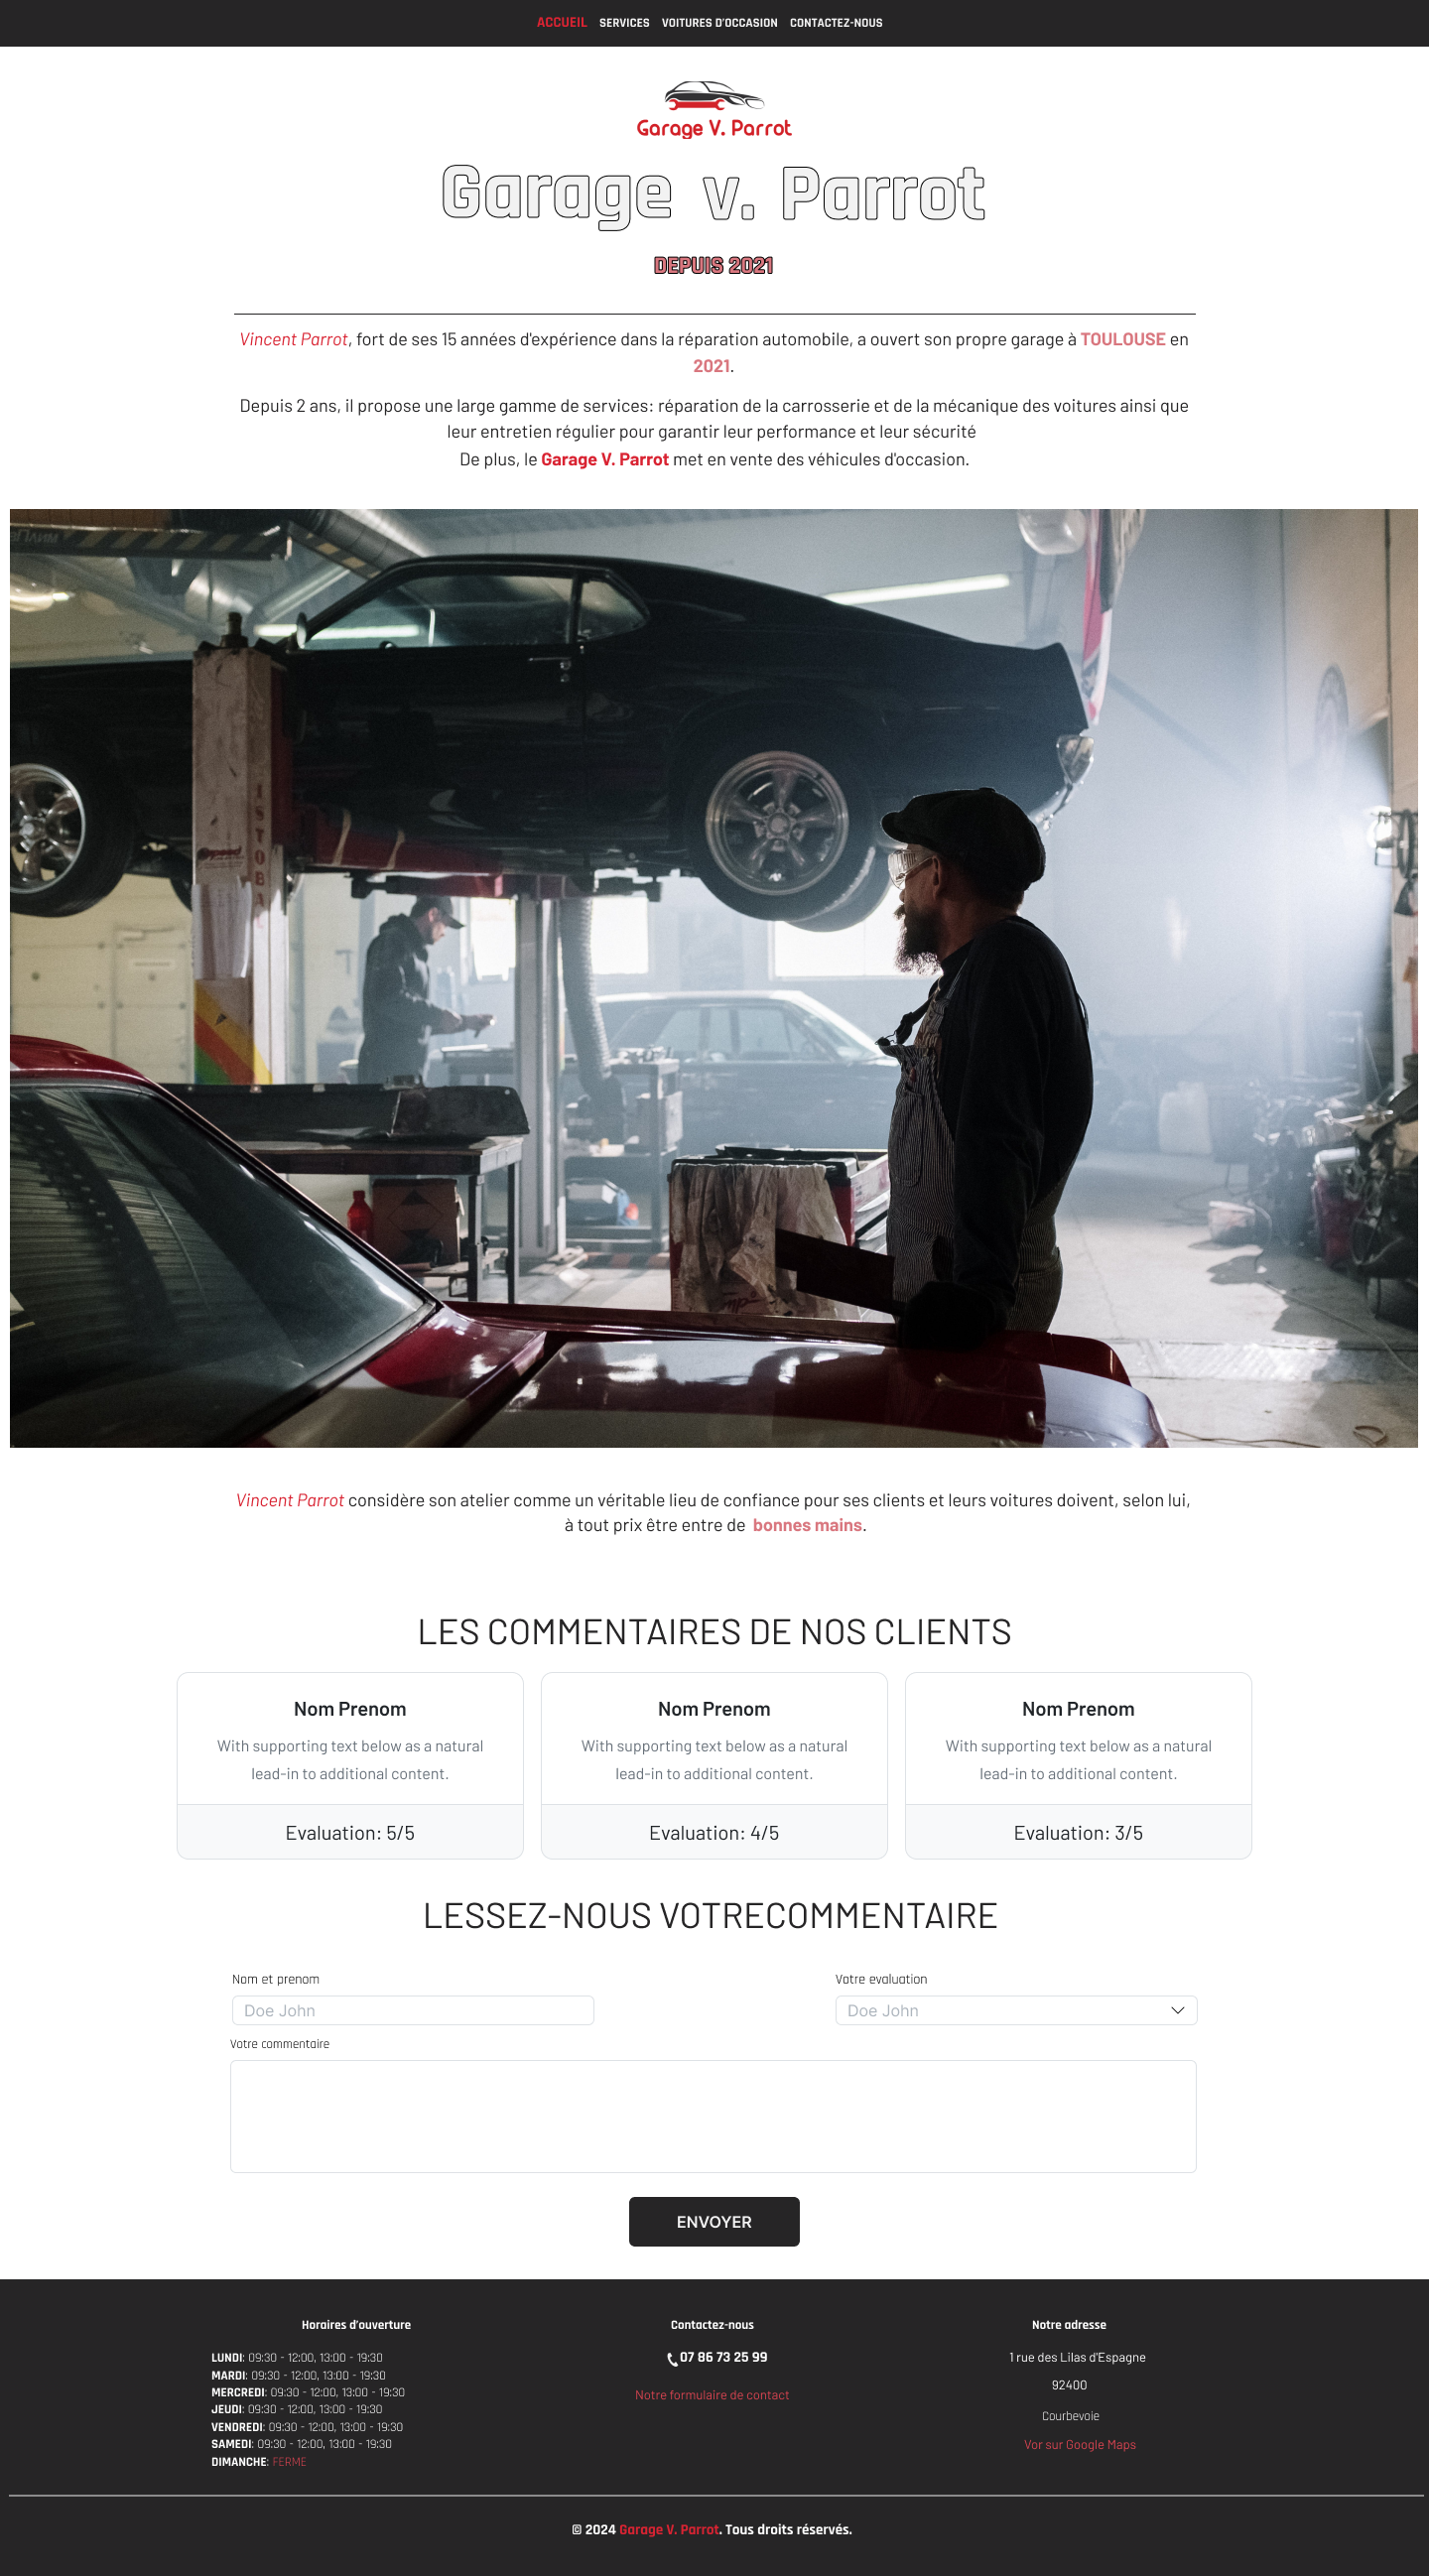 ACCUEIL SERVICES VOITURES D'OCCASION CONTACTEZ-NOUS
Garage V. Parrot
Garage v. Parrot
DEPUIS 2021
Vincent Parrot, fort de ses 15 années d'expérience dans la réparation automobile, a ouvert son propre garage à TOULOUSE en
2021.
Depuis 2 ans, il propose une large gamme de services: réparation de la carrosserie et de la mécanique des voitures ainsi que
leur entretien régulier pour garantir leur performance et leur sécurité
De plus, le Garage V. Parrot met en vente des véhicules d'occasion.
Vincent Parrot considère son atelier comme un véritable lieu de confiance pour ses clients et leurs voitures doivent, selon lui,
à tout prix être entre de bonnes mains.
LES COMMENTAIRES DE NOS CLIENTS
Nom Prenom
With supporting text below as a natural
lead-in to additional content.
Evaluation: 5/5
Nom Prenom
With supporting text below as a natural
lead-in to additional content.
Evaluation: 4/5
Nom Prenom
With supporting text below as a natural
lead-in to additional content.
Evaluation: 3/5
LESSEZ-NOUS VOTRECOMMENTAIRE
Nom et prenom
Doe John
Votre evaluation
Doe John
Votre commentaire
ENVOYER
Horaires d'ouverture
LUNDI: 09:30 - 12:00, 13:00 - 19:30
MARDI: 09:30 - 12:00, 13:00 - 19:30
MERCREDI: 09:30 - 12:00, 13:00 - 19:30
JEUDI: 09:30 - 12:00, 13:00 - 19:30
VENDREDI: 09:30 - 12:00, 13:00 - 19:30
SAMEDI: 09:30 - 12:00, 13:00 - 19:30
DIMANCHE: FERME
Contactez-nous
07 86 73 25 99
Notre formulaire de contact
Notre adresse
1 rue des Lilas d'Espagne
92400
Courbevoie
Vor sur Google Maps
© 2024 Garage V. Parrot. Tous droits réservés.